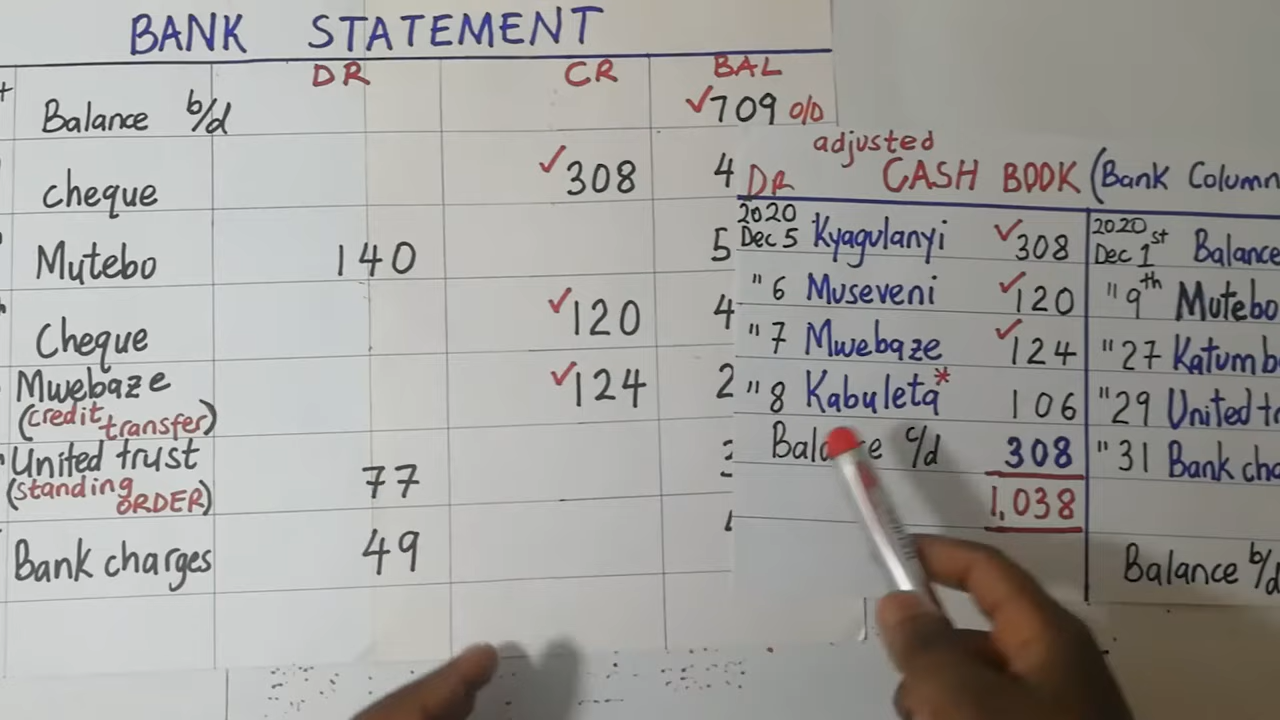 BANK STATEMENT
DR CR BAL
Balance b/d ✓709 O/D
cheque ✓308 4
Mutebo 140 5
Cheque ✓120 4
Mwebaze ✓124 2
(credit transfer)
United trust 77
(standing ORDER)
Bank charges 49
adjusted
DR CASH BOOK (Bank Column
2020 2020
Dec 5 Kyagulanyi ✓308 Dec 1st Balance
"6 Museveni ✓120 "9th Mutebo
"7 Mwebaze ✓124 "27 Katumb
"8 Kabuleta* 106 "29 United t
Balance c/d 308 "31 Bank cha
1,038
Balance b/d